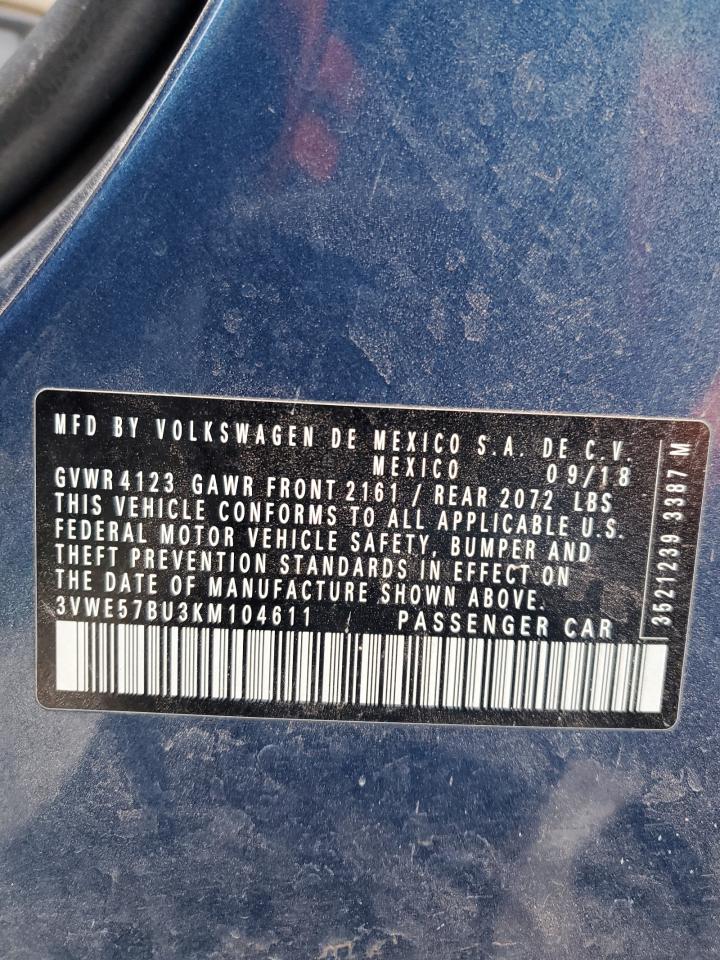 MFD BY VOLKSWAGEN DE MEXICO S.A. DE C.V.
MEXICO 09/18
GVWR 4123 GAWR FRONT 2161 / REAR 2072 LBS
THIS VEHICLE CONFORMS TO ALL APPLICABLE U.S.
FEDERAL MOTOR VEHICLE SAFETY, BUMPER AND
THEFT PREVENTION STANDARDS IN EFFECT ON
THE DATE OF MANUFACTURE SHOWN ABOVE.
3VWE57BU3KM104611 PASSENGER CAR
3521239 3387 M